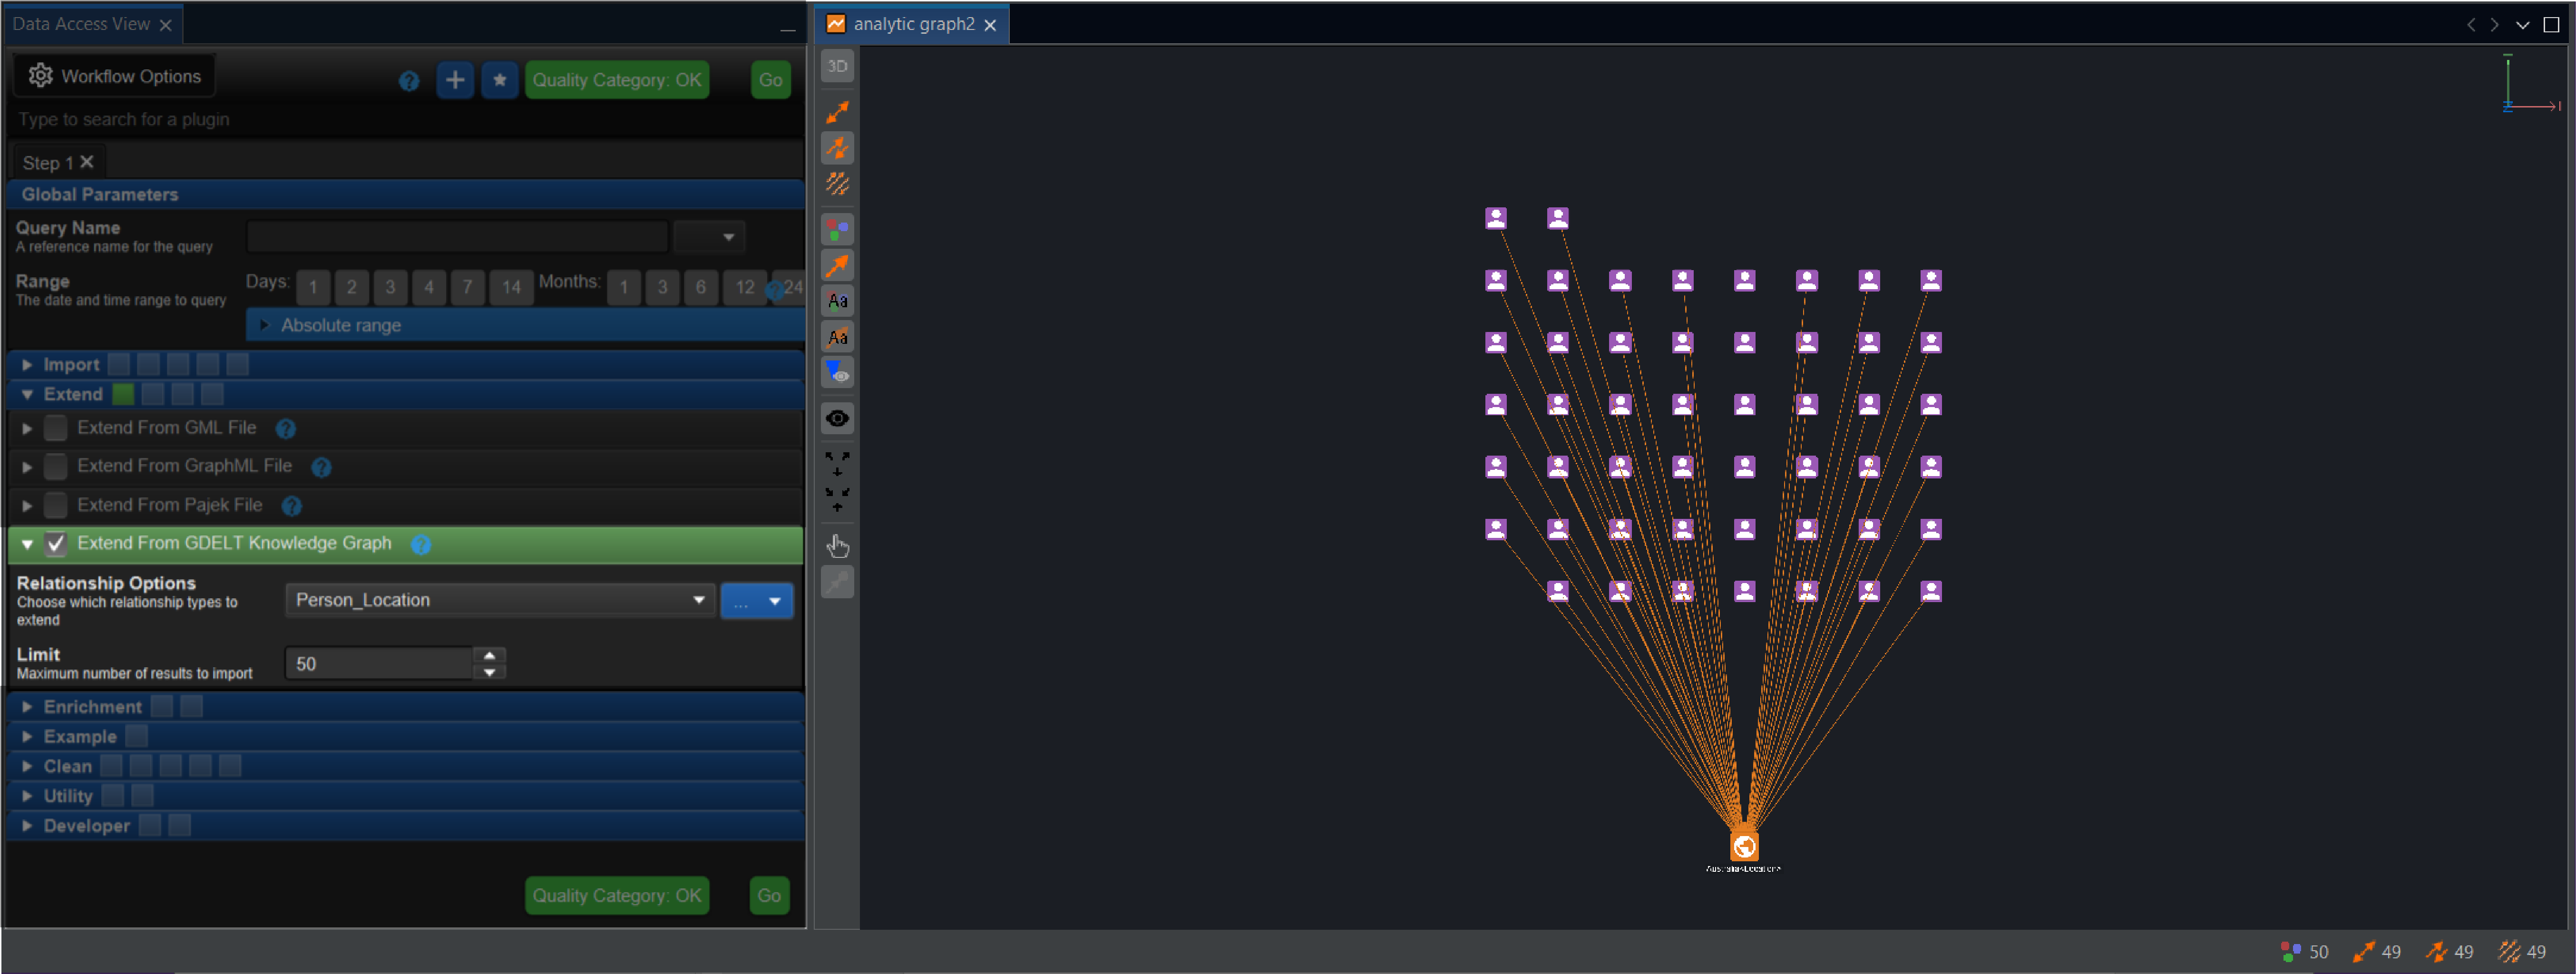 Data Access View
analytic graph2
Workflow Options
Quality Category: OK
Go
3D
Type to search for a plugin
Step 1
Global Parameters
Query Name
A reference name for the query
Range
The date and time range to query
Days: 1 2 3 4 7 14 Months: 1 3 6 12 24
Absolute range
Import
Extend
Extend From GML File
Extend From GraphML File
Extend From Pajek File
Extend From GDELT Knowledge Graph
Relationship Options
Choose which relationship types to
extend
Person_Location
...
Limit
Maximum number of results to import
50
Enrichment
Example
Clean
Utility
Developer
Quality Category: OK
Go
Aa
Aa
Australia<Location>
50 49 49 49